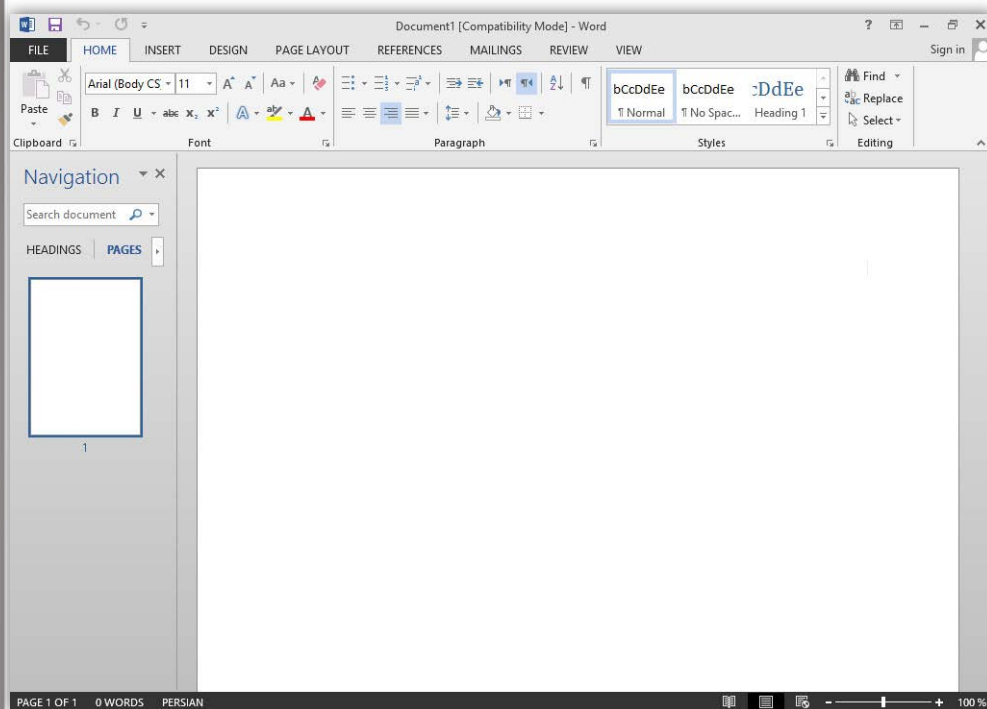 Document1 [Compatibility Mode] - Word
FILE HOME INSERT DESIGN PAGE LAYOUT REFERENCES MAILINGS REVIEW VIEW Sign in
Paste
Arial (Body CS 11 A A Aa
B I U abc X₂ X² A aby A
bCcDdEe bCcDdEe DdEe
¶ Normal ¶ No Spac... Heading 1
Find
Replace
Select
Clipboard Font Paragraph Styles Editing
Navigation
Search document
HEADINGS PAGES
1
PAGE 1 OF 1 0 WORDS PERSIAN 100 %